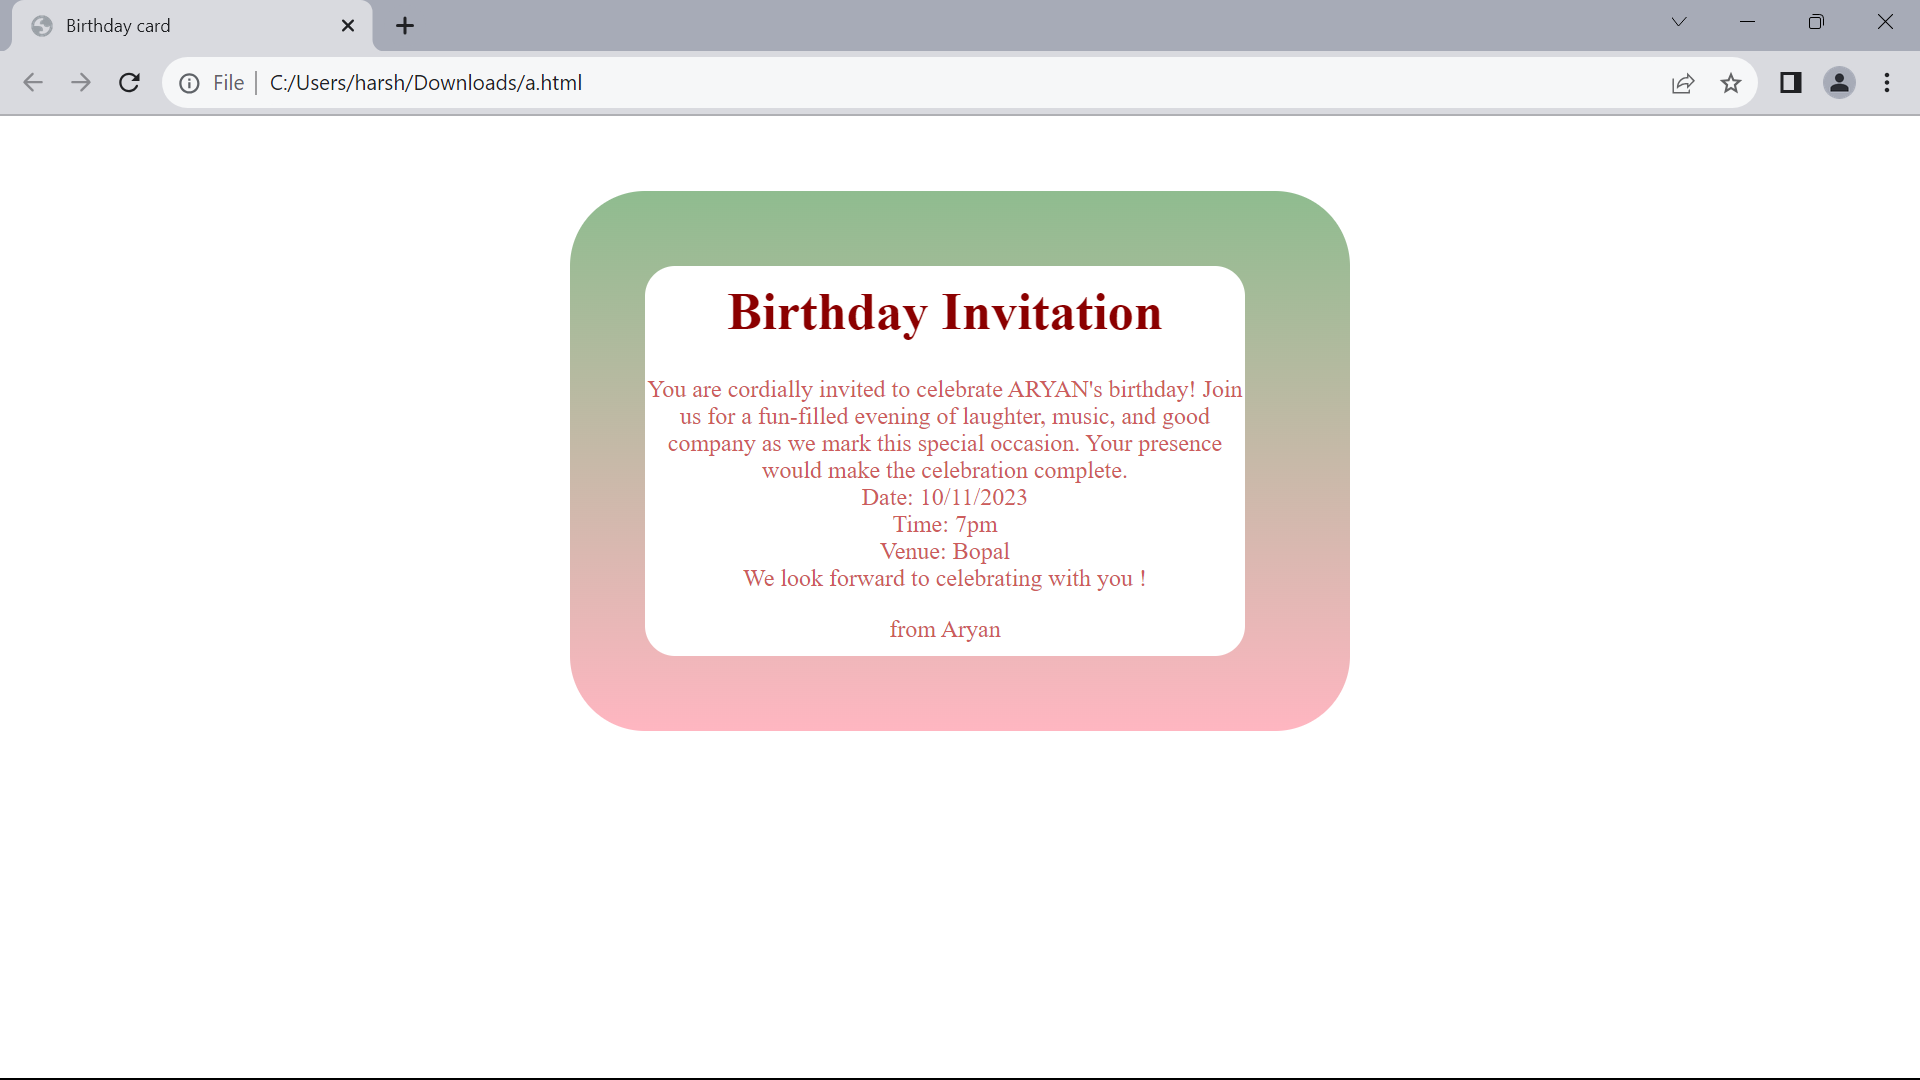 Birthday card
File
C:/Users/harsh/Downloads/a.html
Birthday Invitation
You are cordially invited to celebrate ARYAN's birthday! Join
us for a fun-filled evening of laughter, music, and good
company as we mark this special occasion. Your presence
would make the celebration complete.
Date: 10/11/2023
Time: 7pm
Venue: Bopal
We look forward to celebrating with you !
from Aryan